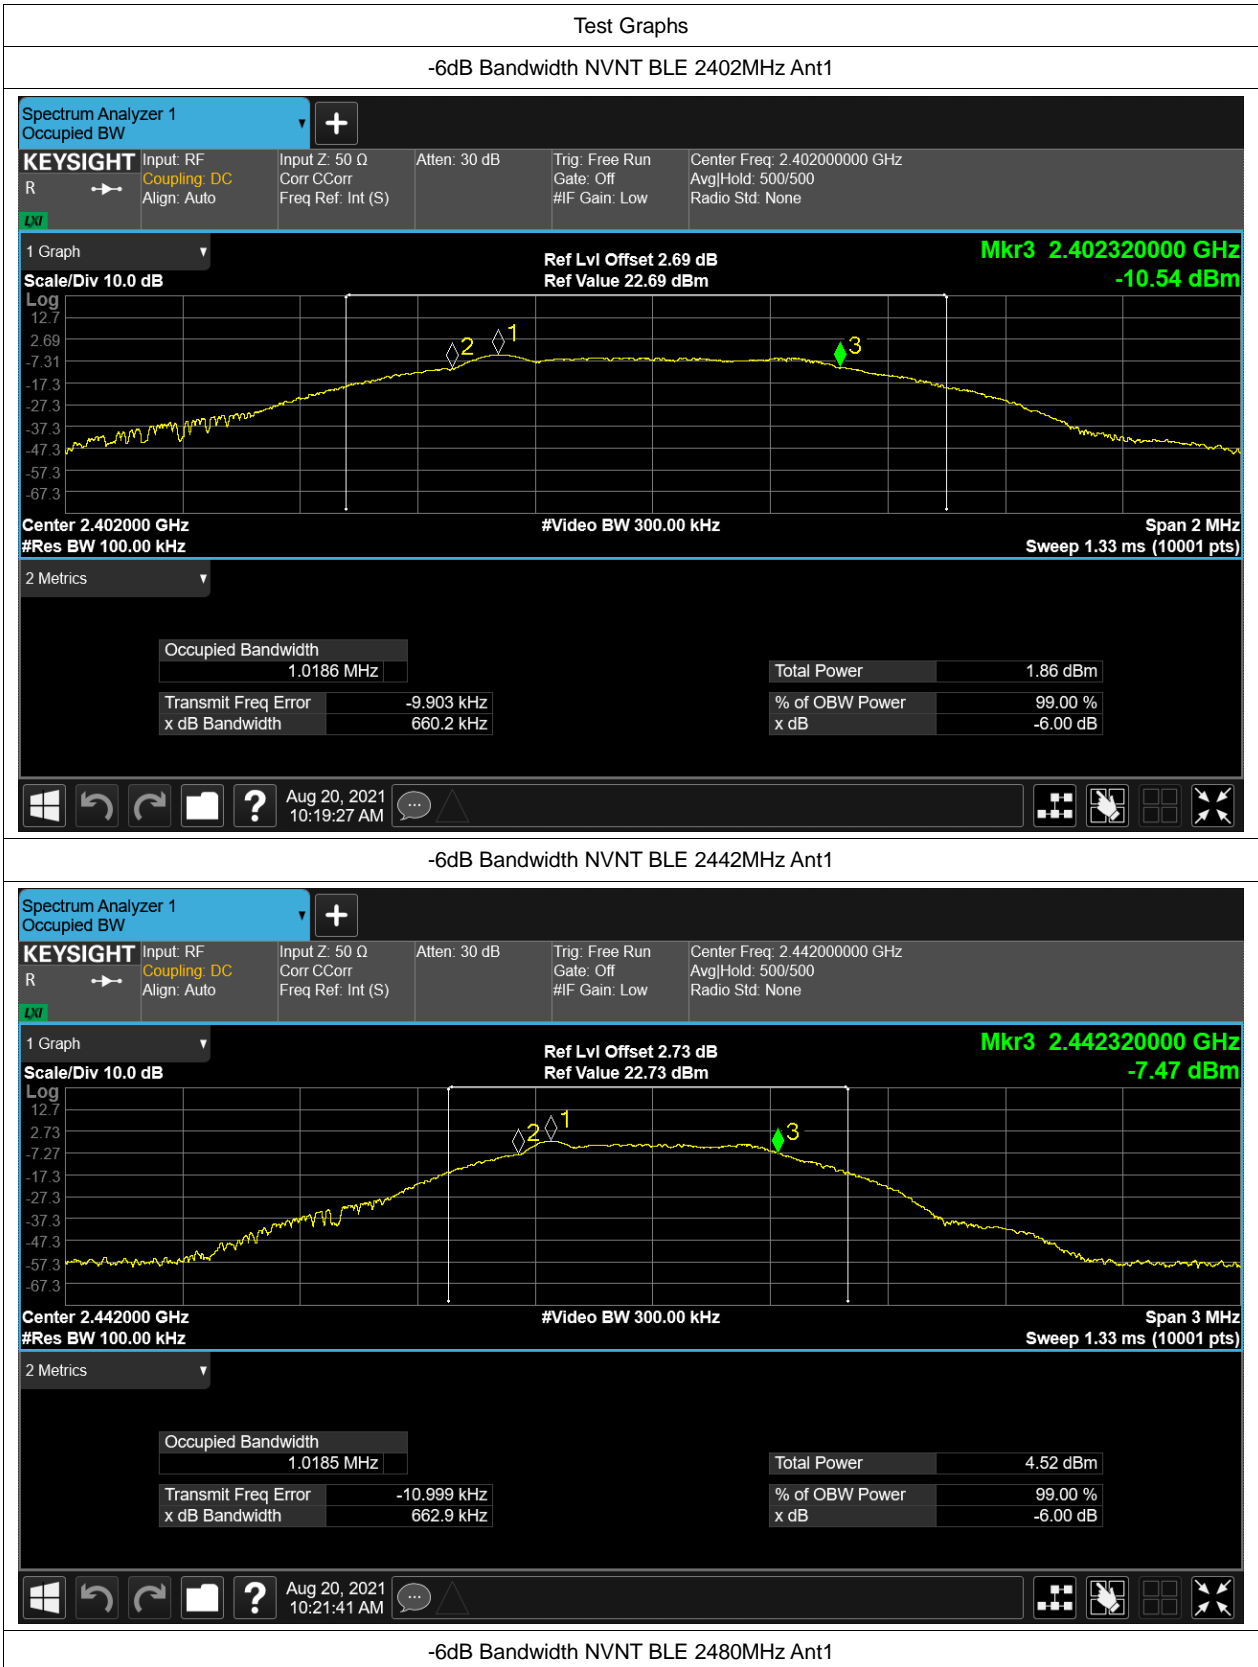 Test Graphs
-6dB Bandwidth NVNT BLE 2402MHz Ant1
Spectrum Analyzer 1
Occupied BW
KEYSIGHT Input: RF Input Z: 50 Ω Atten: 30 dB Trig: Free Run Center Freq: 2.402000000 GHz
R Coupling: DC Corr CCorr Gate: Off Avg|Hold: 500/500
Align: Auto Freq Ref: Int (S) #IF Gain: Low Radio Std: None
LXI
1 Graph Ref Lvl Offset 2.69 dB Mkr3 2.402320000 GHz
Scale/Div 10.0 dB Ref Value 22.69 dBm -10.54 dBm
Log
12.7
2.69
-7.31
-17.3
-27.3
-37.3
-47.3
-57.3
-67.3
2 1 3
Center 2.402000 GHz #Video BW 300.00 kHz Span 2 MHz
#Res BW 100.00 kHz Sweep 1.33 ms (10001 pts)
2 Metrics
Occupied Bandwidth
1.0186 MHz Total Power 1.86 dBm
Transmit Freq Error -9.903 kHz % of OBW Power 99.00 %
x dB Bandwidth 660.2 kHz x dB -6.00 dB
? Aug 20, 2021
10:19:27 AM
-6dB Bandwidth NVNT BLE 2442MHz Ant1
Spectrum Analyzer 1
Occupied BW
KEYSIGHT Input: RF Input Z: 50 Ω Atten: 30 dB Trig: Free Run Center Freq: 2.442000000 GHz
R Coupling: DC Corr CCorr Gate: Off Avg|Hold: 500/500
Align: Auto Freq Ref: Int (S) #IF Gain: Low Radio Std: None
LXI
1 Graph Ref Lvl Offset 2.73 dB Mkr3 2.442320000 GHz
Scale/Div 10.0 dB Ref Value 22.73 dBm -7.47 dBm
Log
12.7
2.73
-7.27
-17.3
-27.3
-37.3
-47.3
-57.3
-67.3
2 1 3
Center 2.442000 GHz #Video BW 300.00 kHz Span 3 MHz
#Res BW 100.00 kHz Sweep 1.33 ms (10001 pts)
2 Metrics
Occupied Bandwidth
1.0185 MHz Total Power 4.52 dBm
Transmit Freq Error -10.999 kHz % of OBW Power 99.00 %
x dB Bandwidth 662.9 kHz x dB -6.00 dB
? Aug 20, 2021
10:21:41 AM
-6dB Bandwidth NVNT BLE 2480MHz Ant1